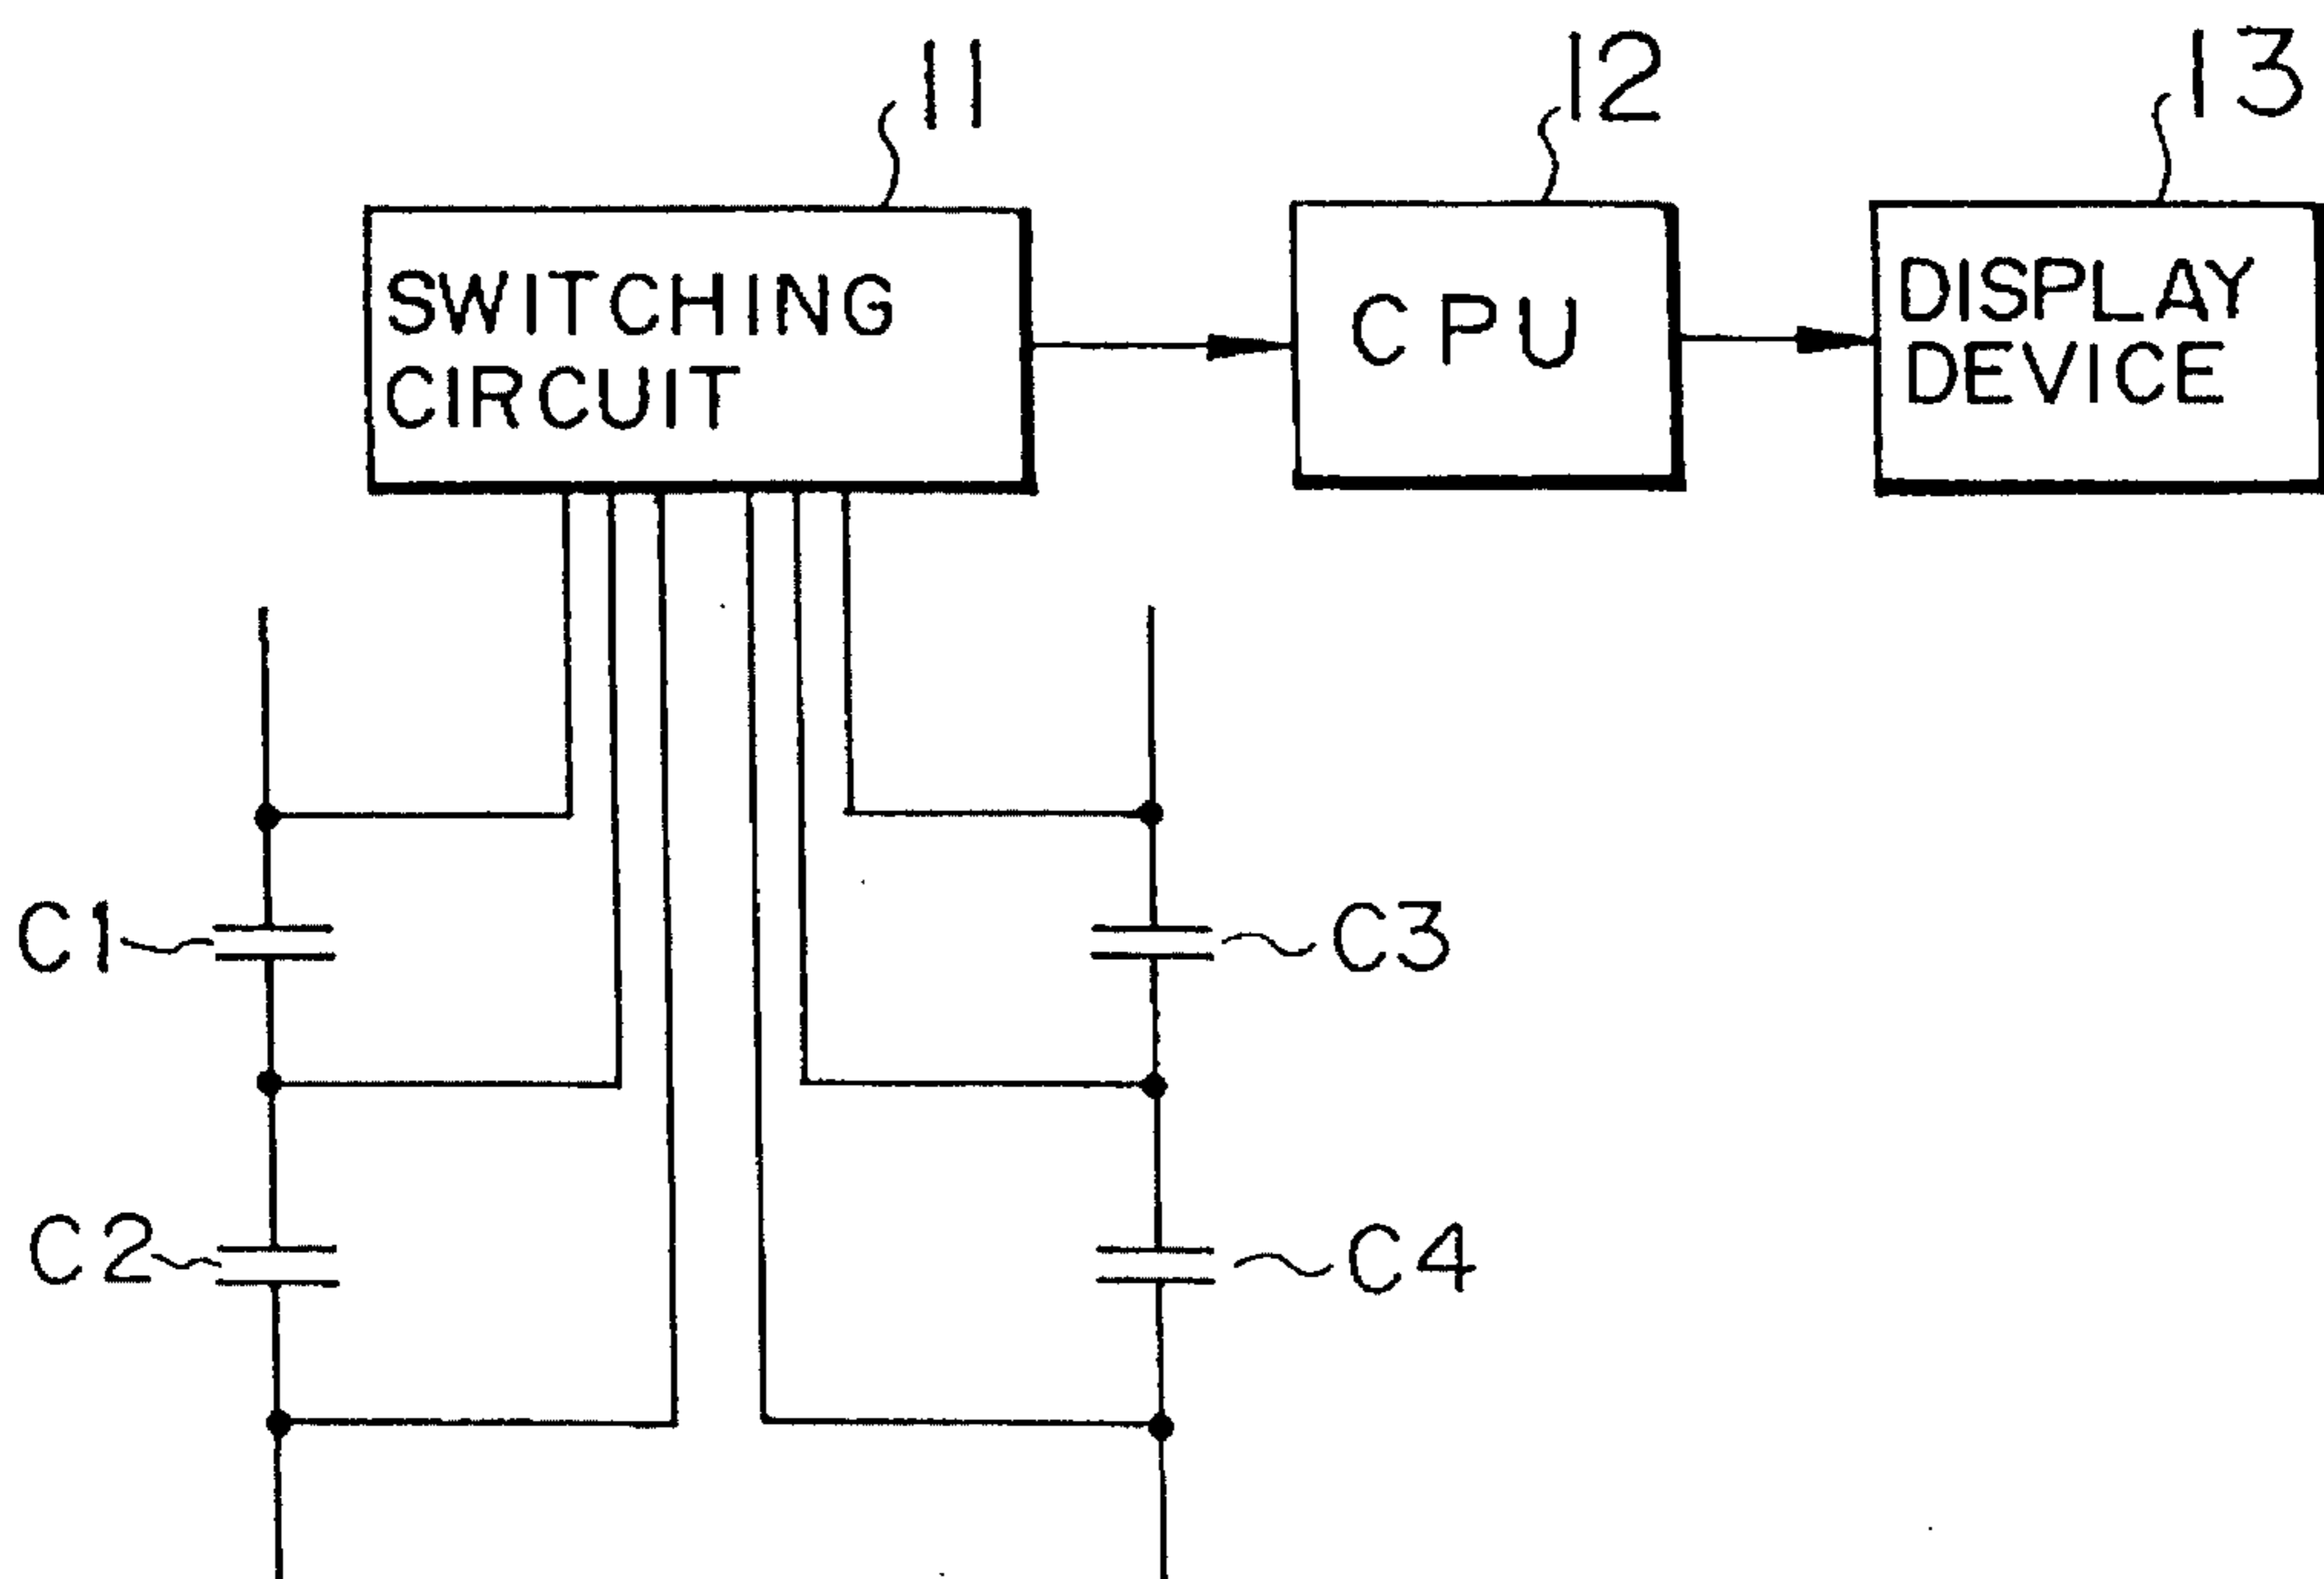 11
12
13
SWITCHING
CIRCUIT
CPU
DISPLAY
DEVICE
C1
C3
C2
C4